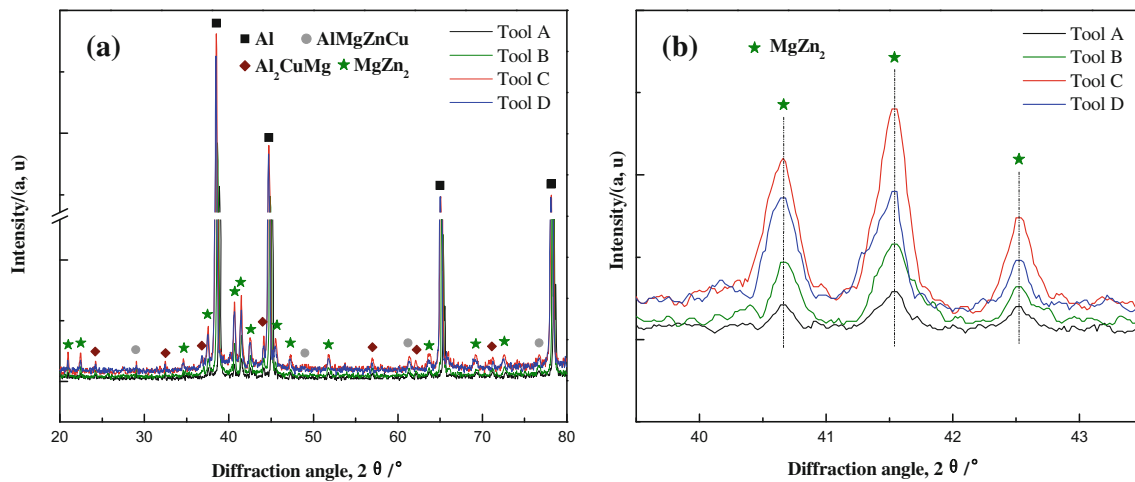 (a)
Al
AlMgZnCu
Al₂CuMg
MgZn₂
Tool A
Tool B
Tool C
Tool D
Intensity/(a, u)
20 30 40 50 60 70 80
Diffraction angle, 2 θ /°
(b)
MgZn₂
Tool A
Tool B
Tool C
Tool D
Intensity/(a, u)
40 41 42 43
Diffraction angle, 2 θ /°